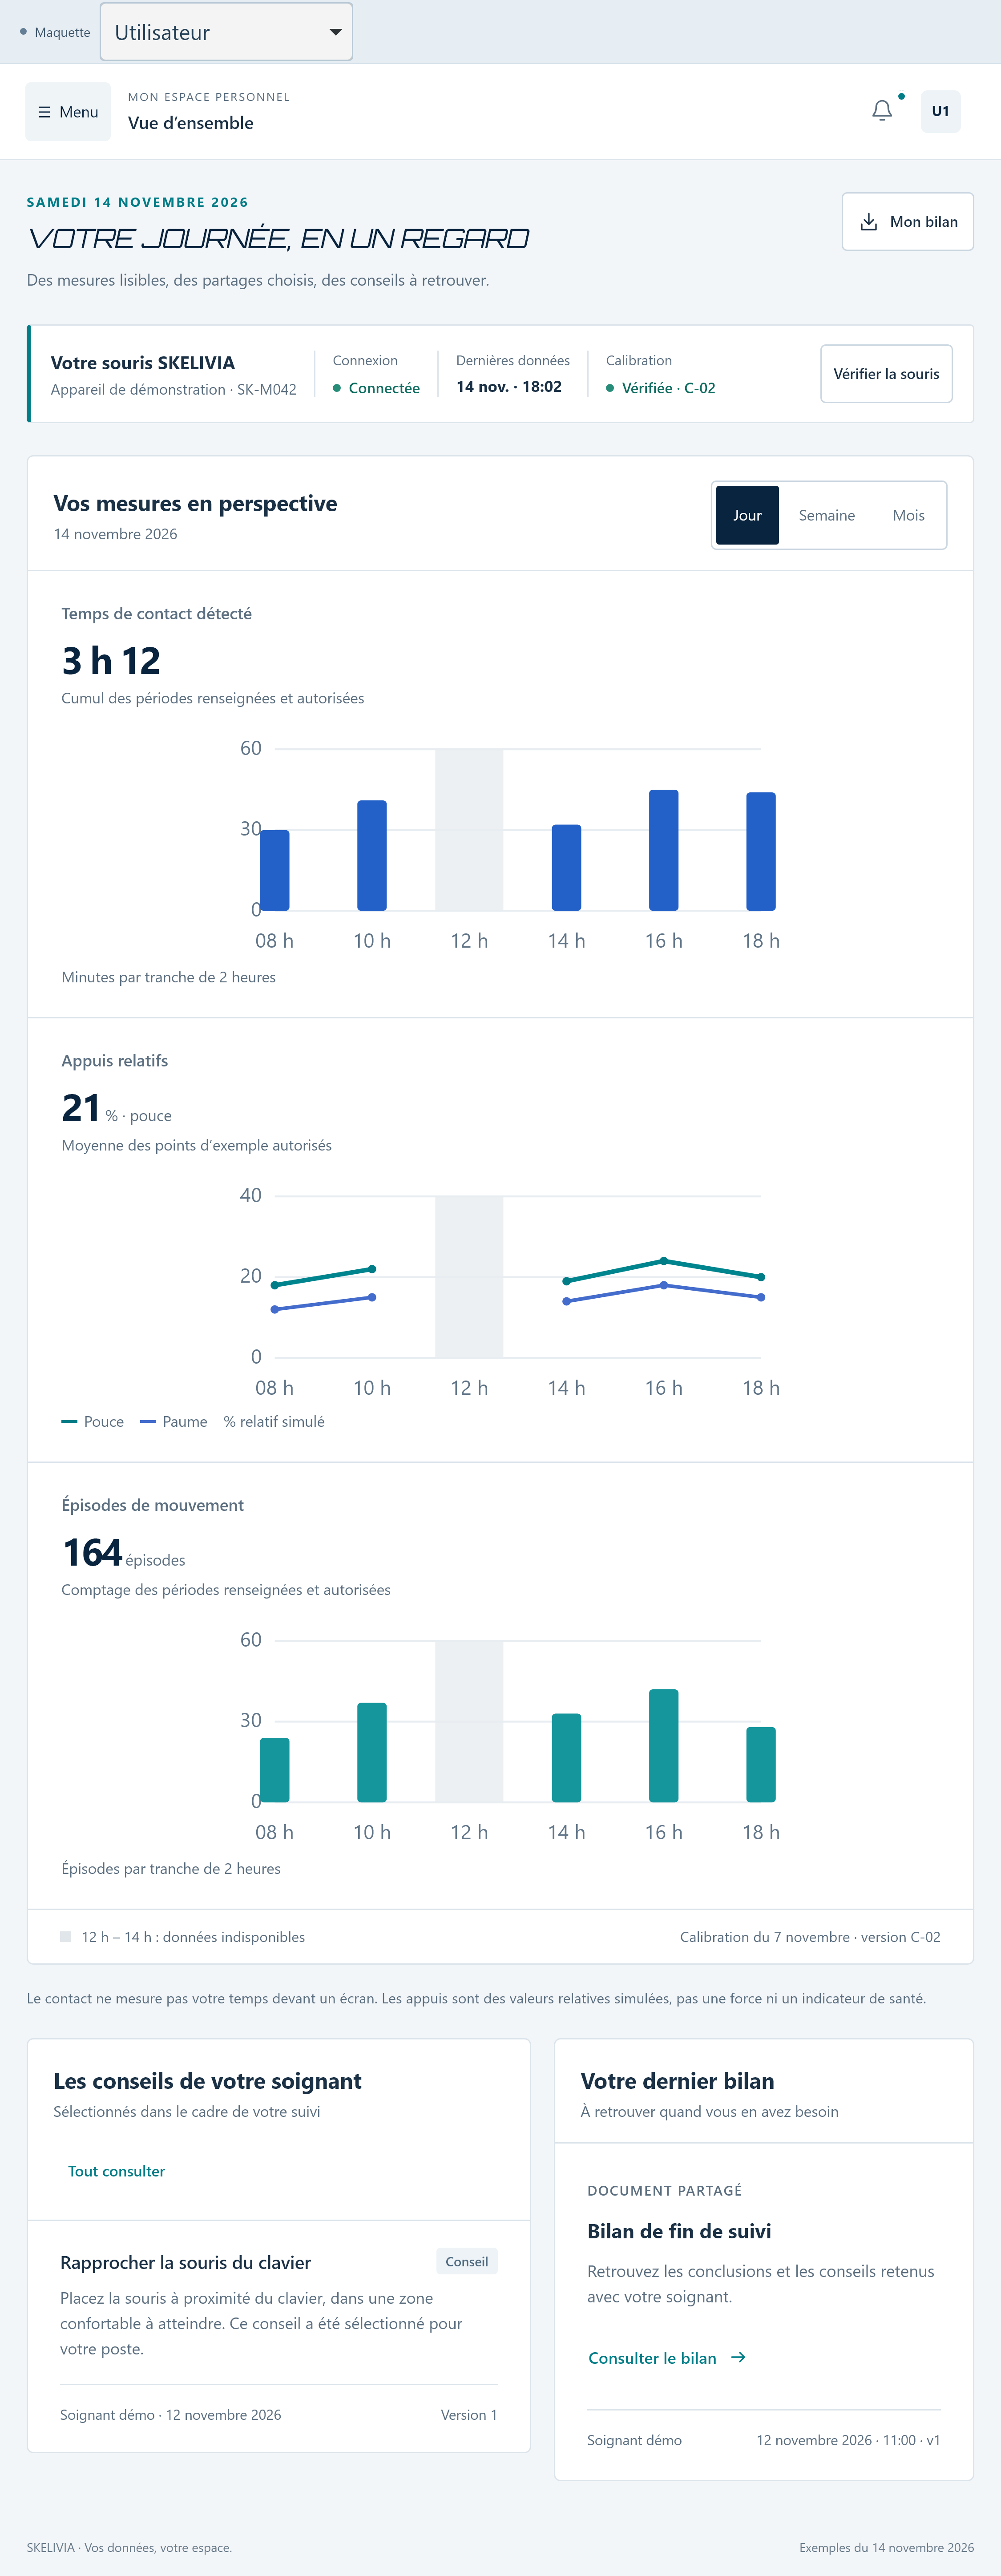 Maquette
Utilisateur
☰ Menu
MON ESPACE PERSONNEL
Vue d’ensemble
U1
SAMEDI 14 NOVEMBRE 2026
VOTRE JOURNÉE, EN UN REGARD
Des mesures lisibles, des partages choisis, des conseils à retrouver.
Mon bilan
Votre souris SKELIVIA
Appareil de démonstration · SK-M042
Connexion
Connectée
Dernières données
14 nov. · 18:02
Calibration
Vérifiée · C-02
Vérifier la souris
Vos mesures en perspective
14 novembre 2026
Jour
Semaine
Mois
Temps de contact détecté
3 h 12
Cumul des périodes renseignées et autorisées
60
30
0
08 h 10 h 12 h 14 h 16 h 18 h
Minutes par tranche de 2 heures
Appuis relatifs
21 % · pouce
Moyenne des points d’exemple autorisés
40
20
0
08 h 10 h 12 h 14 h 16 h 18 h
Pouce Paume % relatif simulé
Épisodes de mouvement
164 épisodes
Comptage des périodes renseignées et autorisées
60
30
0
08 h 10 h 12 h 14 h 16 h 18 h
Épisodes par tranche de 2 heures
12 h – 14 h : données indisponibles
Calibration du 7 novembre · version C-02
Le contact ne mesure pas votre temps devant un écran. Les appuis sont des valeurs relatives simulées, pas une force ni un indicateur de santé.
Les conseils de votre soignant
Sélectionnés dans le cadre de votre suivi
Tout consulter
Rapprocher la souris du clavier
Conseil
Placez la souris à proximité du clavier, dans une zone
confortable à atteindre. Ce conseil a été sélectionné pour
votre poste.
Soignant démo · 12 novembre 2026
Version 1
Votre dernier bilan
À retrouver quand vous en avez besoin
DOCUMENT PARTAGÉ
Bilan de fin de suivi
Retrouvez les conclusions et les conseils retenus
avec votre soignant.
Consulter le bilan →
Soignant démo
12 novembre 2026 · 11:00 · v1
SKELIVIA · Vos données, votre espace.
Exemples du 14 novembre 2026